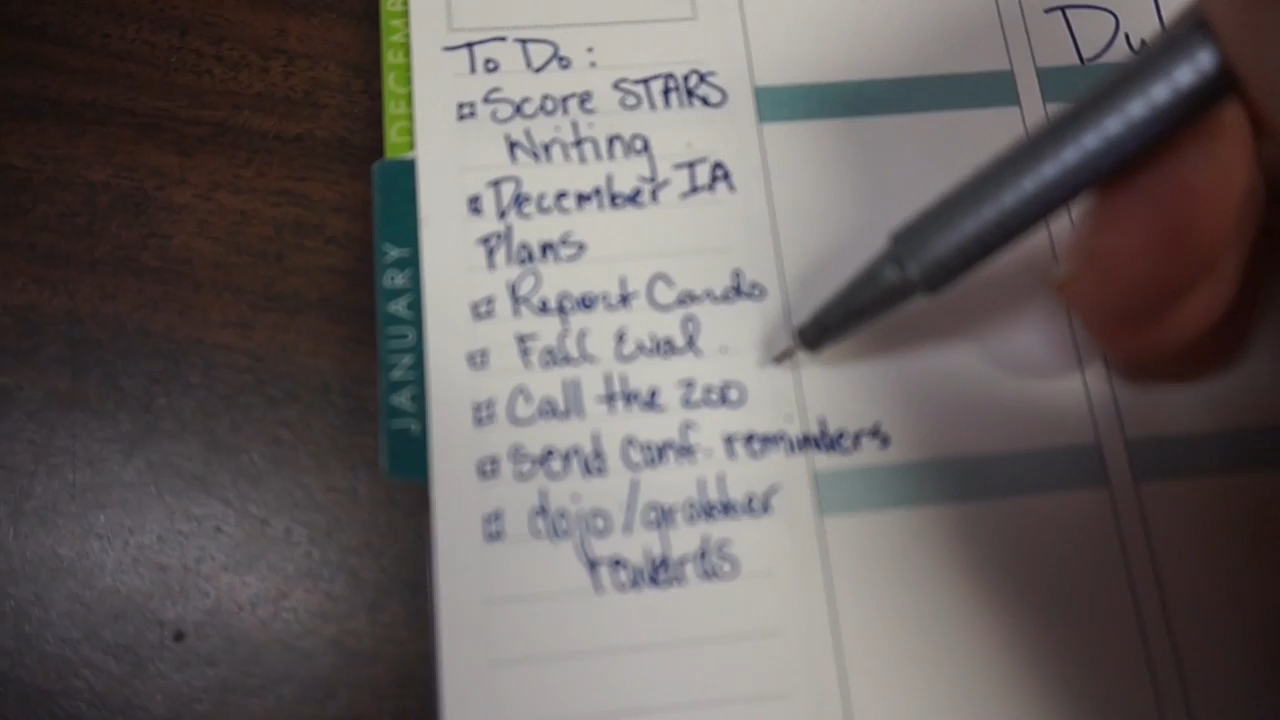 DECEMB
JANUARY
To Do:
Score STARS
Writing
December IA
Plans
Report Cards
Fall Eval
Call the zoo
Send conf. reminders
dojo/grabber
rewards
Du